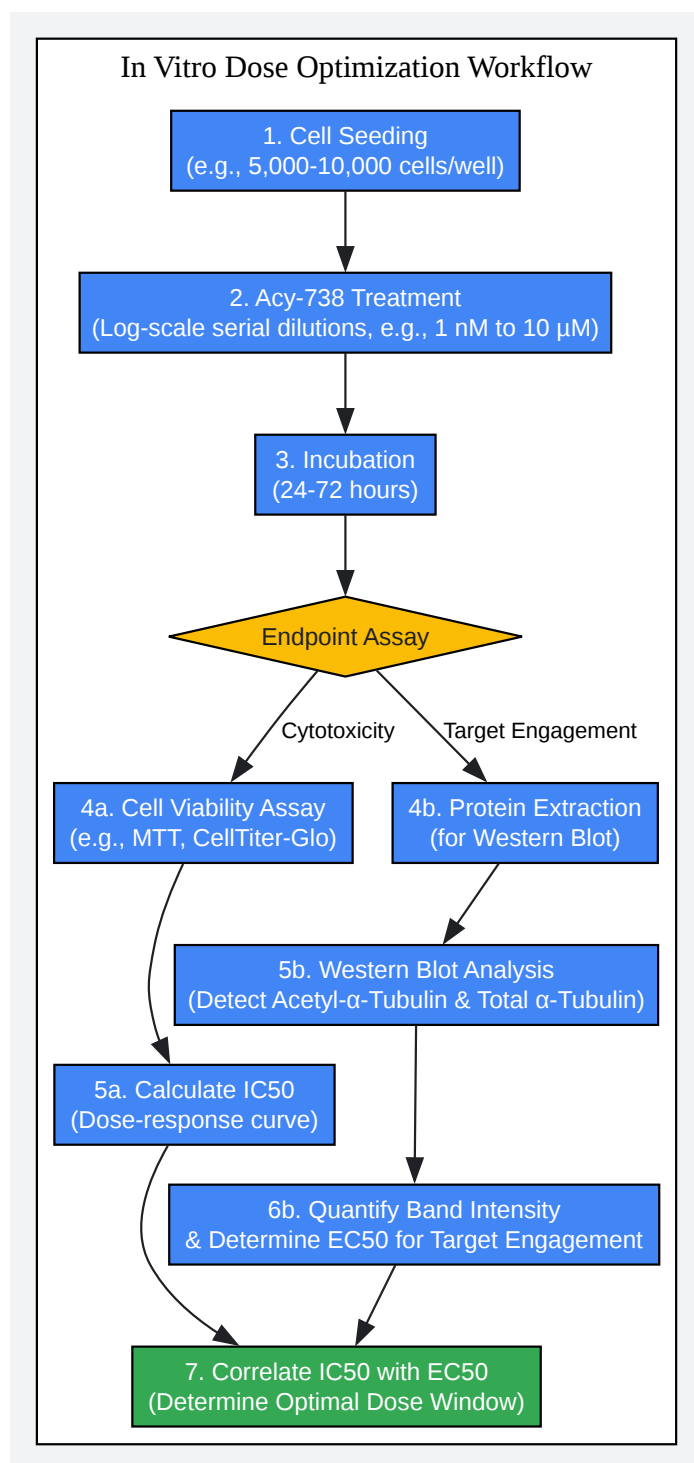 In Vitro Dose Optimization Workflow
1. Cell Seeding
(e.g., 5,000-10,000 cells/well)
2. Acy-738 Treatment
(Log-scale serial dilutions, e.g., 1 nM to 10 µM)
3. Incubation
(24-72 hours)
Endpoint Assay
Cytotoxicity
Target Engagement
4a. Cell Viability Assay
(e.g., MTT, CellTiter-Glo)
4b. Protein Extraction
(for Western Blot)
5b. Western Blot Analysis
(Detect Acetyl-α-Tubulin & Total α-Tubulin)
5a. Calculate IC50
(Dose-response curve)
6b. Quantify Band Intensity
& Determine EC50 for Target Engagement
7. Correlate IC50 with EC50
(Determine Optimal Dose Window)